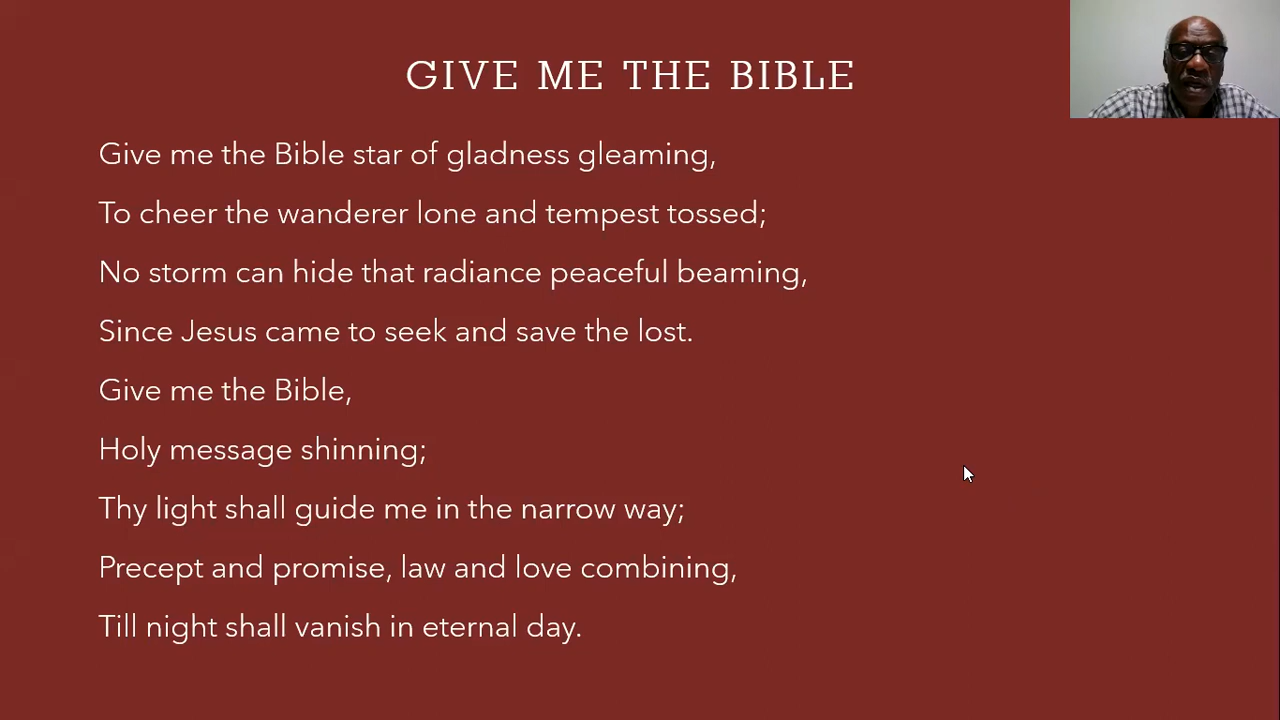 GIVE ME THE BIBLE
Give me the Bible star of gladness gleaming,
To cheer the wanderer lone and tempest tossed;
No storm can hide that radiance peaceful beaming,
Since Jesus came to seek and save the lost.
Give me the Bible,
Holy message shinning;
Thy light shall guide me in the narrow way;
Precept and promise, law and love combining,
Till night shall vanish in eternal day.